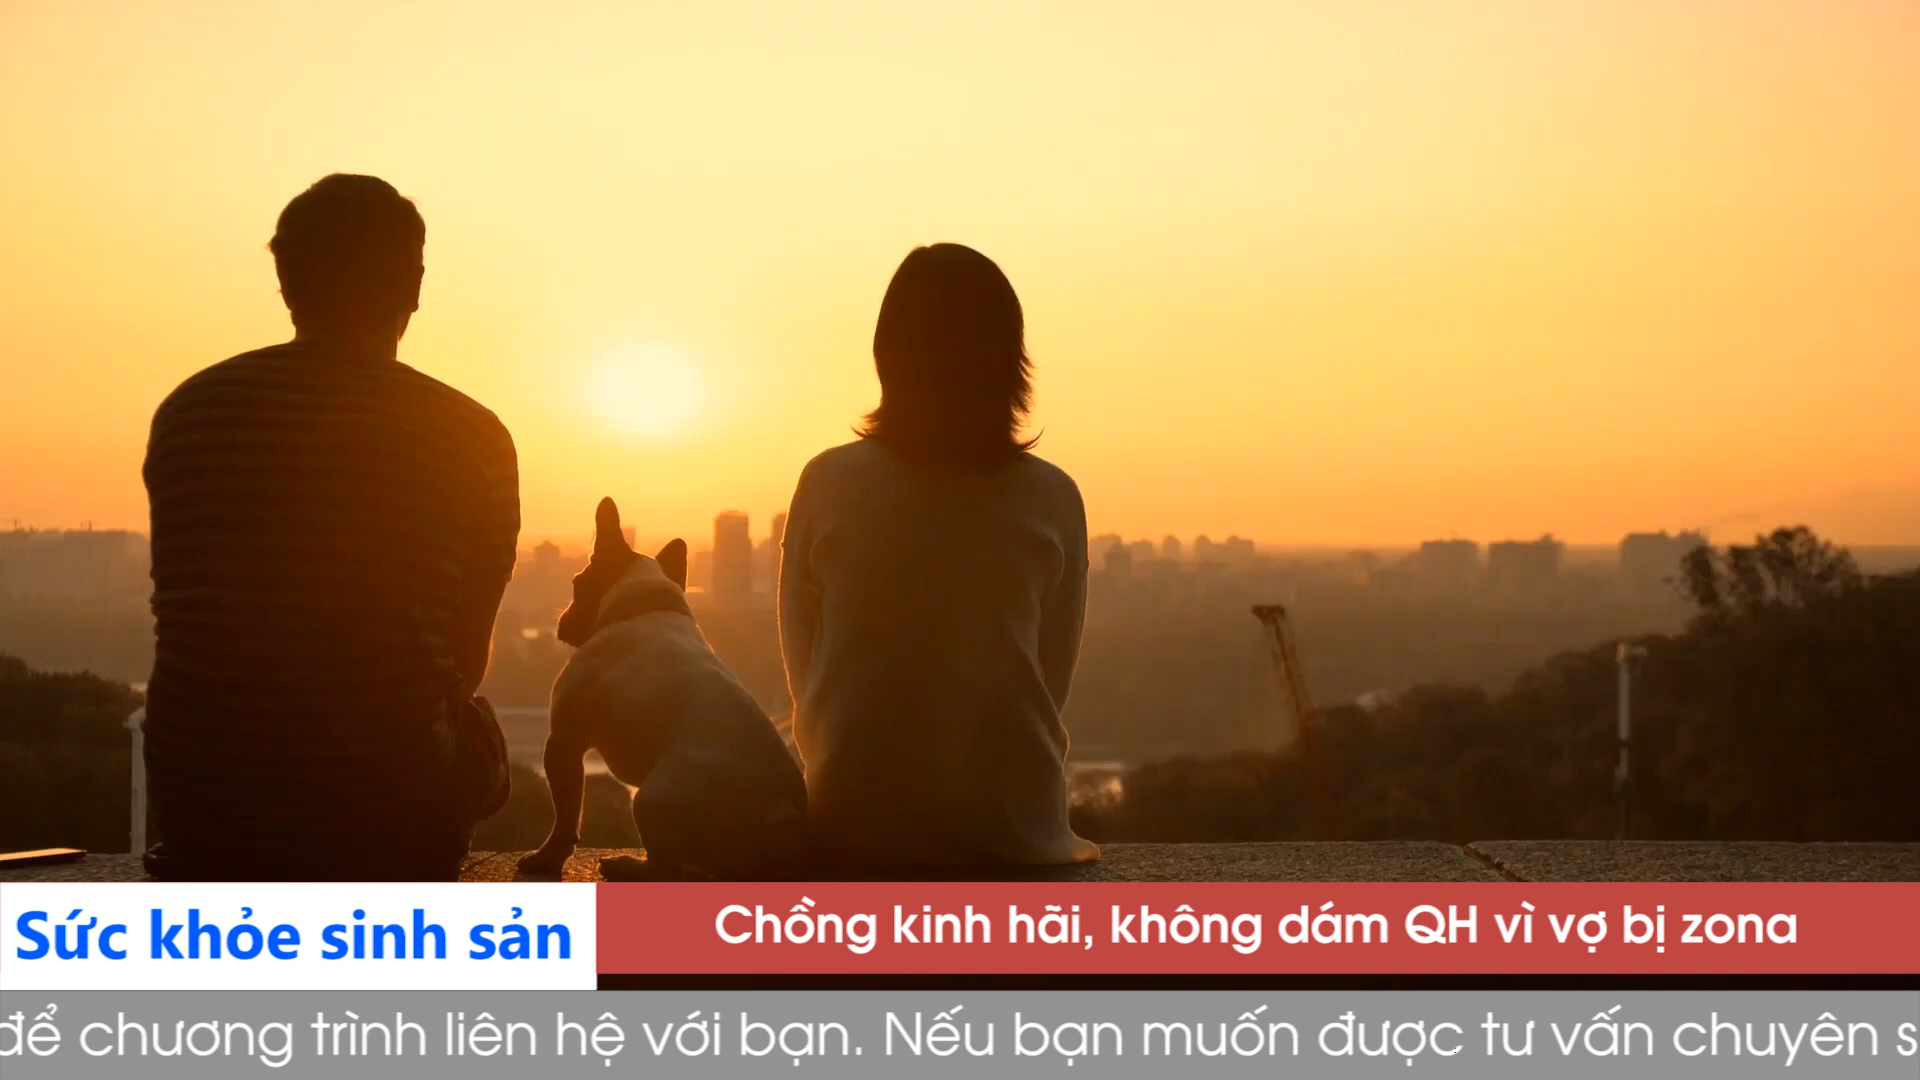 Sức khỏe sinh sản
Chồng kinh hãi, không dám QH vì vợ bị zona
để chương trình liên hệ với bạn. Nếu bạn muốn được tư vấn chuyên s